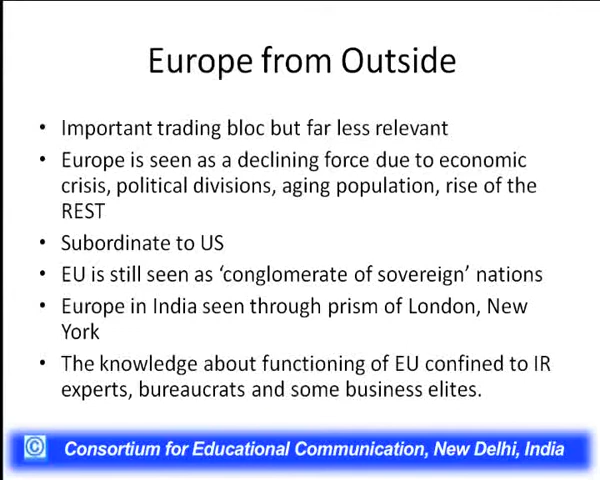 Europe from Outside
• Important trading bloc but far less relevant
• Europe is seen as a declining force due to economic
crisis, political divisions, aging population, rise of the
REST
• Subordinate to US
• EU is still seen as ‘conglomerate of sovereign’ nations
• Europe in India seen through prism of London, New
York
• The knowledge about functioning of EU confined to IR
experts, bureaucrats and some business elites.
© Consortium for Educational Communication, New Delhi, India